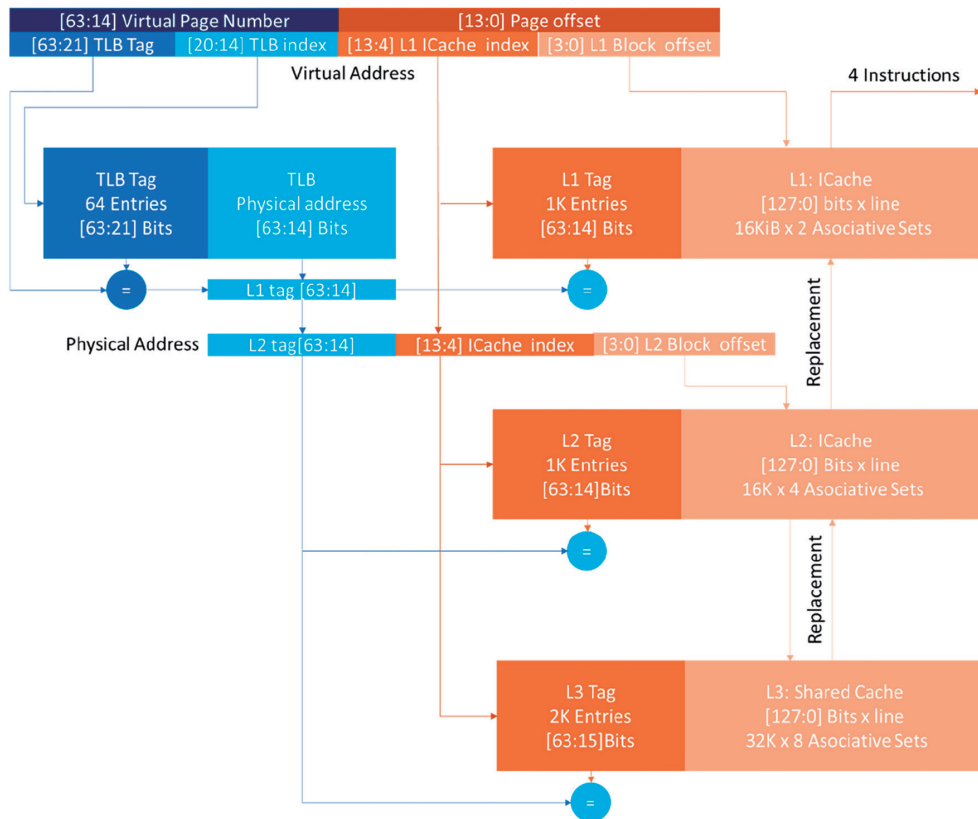 [63:14] Virtual Page Number
[13:0] Page offset
[63:21] TLB Tag
[20:14] TLB index
[13:4] L1 ICache  index
[3:0] L1 Block offset
Virtual Address
4 Instructions
TLB Tag
64 Entries
[63:21] Bits
TLB
Physical address
[63:14] Bits
L1 Tag
1K Entries
[63:14] Bits
L1: ICache
[127:0] bits x line
16KiB x 2 Asociative Sets
=
L1 tag [63:14]
=
Replacement
Physical Address
L2 tag[63:14]
[13:4] ICache  index
[3:0] L2 Block  offset
L2 Tag
1K Entries
[63:14]Bits
L2: ICache
[127:0] Bits x line
16K x 4 Asociative Sets
=
Replacement
L3 Tag
2K Entries
[63:15]Bits
L3: Shared Cache
[127:0] Bits x line
32K x 8 Asociative Sets
=